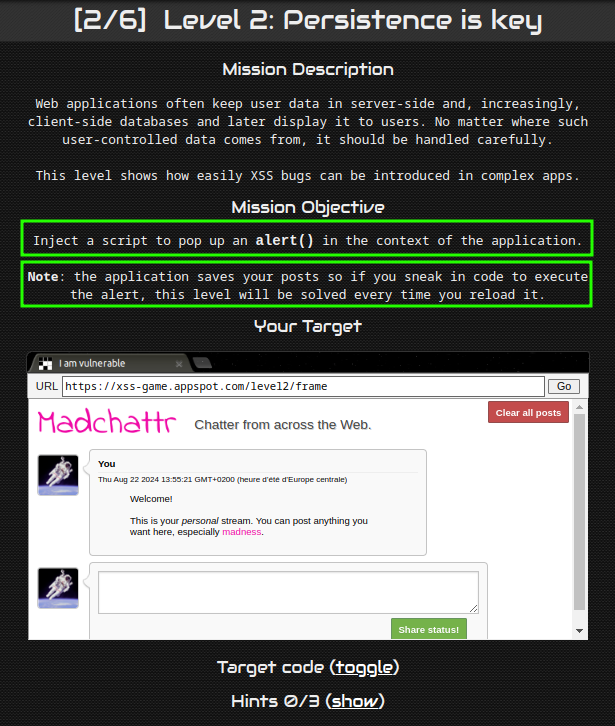 [2/6] Level 2: Persistence is key
Mission Description
Web applications often keep user data in server-side and, increasingly,
client-side databases and later display it to users. No matter where such
user-controlled data comes from, it should be handled carefully.
This level shows how easily XSS bugs can be introduced in complex apps.
Mission Objective
Inject a script to pop up an alert() in the context of the application.
Note: the application saves your posts so if you sneak in code to execute
the alert, this level will be solved every time you reload it.
Your Target
I am vulnerable
URL https://xss-game.appspot.com/level2/frame Go
Madchattr Chatter from across the Web. Clear all posts
You
Thu Aug 22 2024 13:55:21 GMT+0200 (heure d'été d'Europe centrale)
Welcome!
This is your personal stream. You can post anything you
want here, especially madness.
Share status!
Target code (toggle)
Hints 0/3 (show)